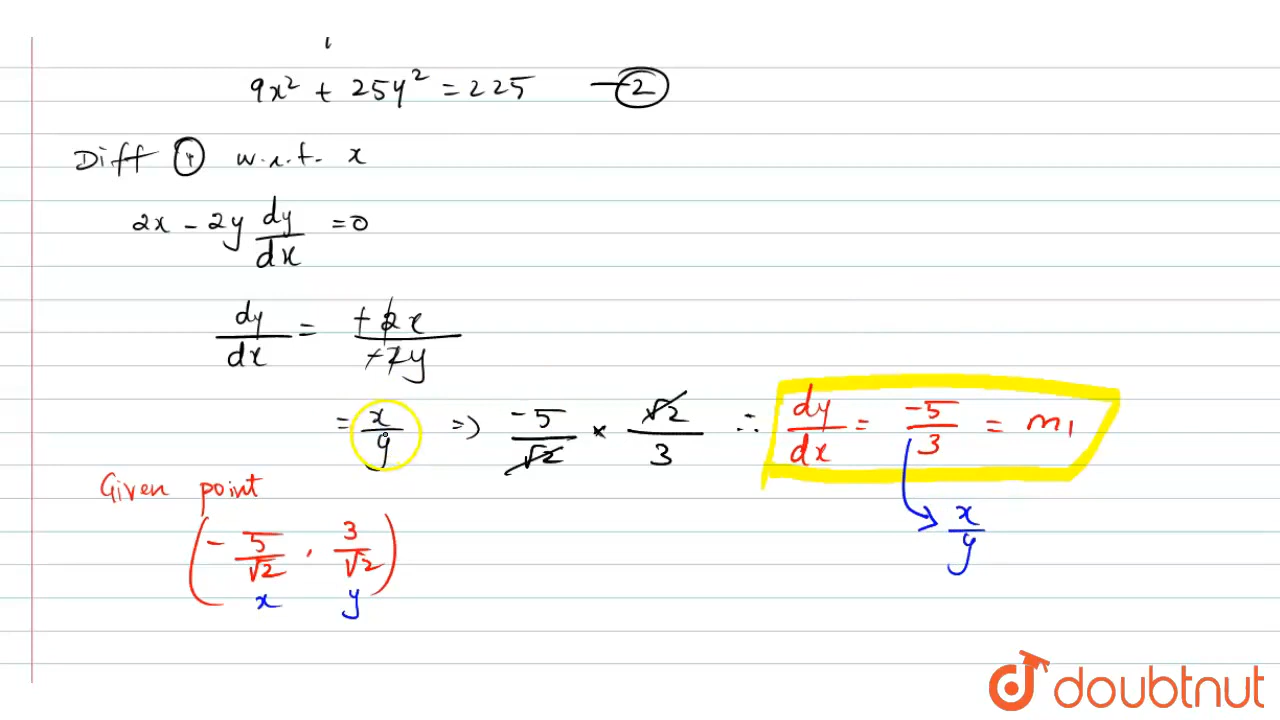 9x² + 25y² = 225 — ②
Diff ① w.r.t. x
2x - 2y dy/dx = 0
dy/dx = +2x/+2y
= x/y => -5/√2 × √2/3 ∴ dy/dx = -5/3 = m₁
Given point
(-5/√2, 3/√2)
x y
x/y
doubtnut